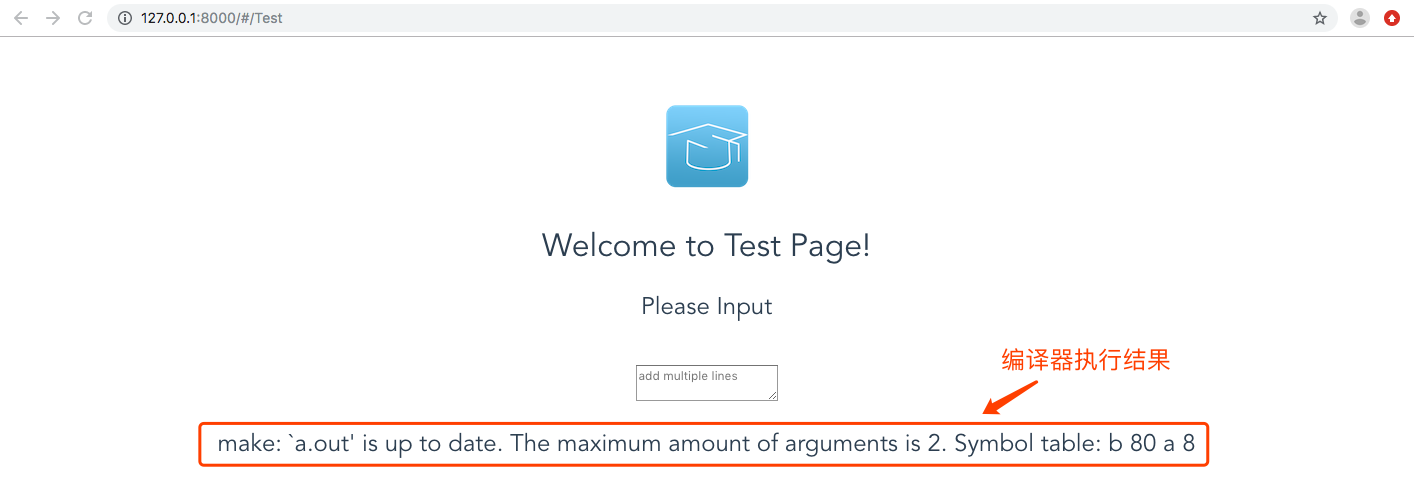 127.0.0.1:8000/#/Test
Welcome to Test Page!
Please Input
编译器执行结果
add multiple lines
make: `a.out' is up to date. The maximum amount of arguments is 2. Symbol table: b 80 a 8